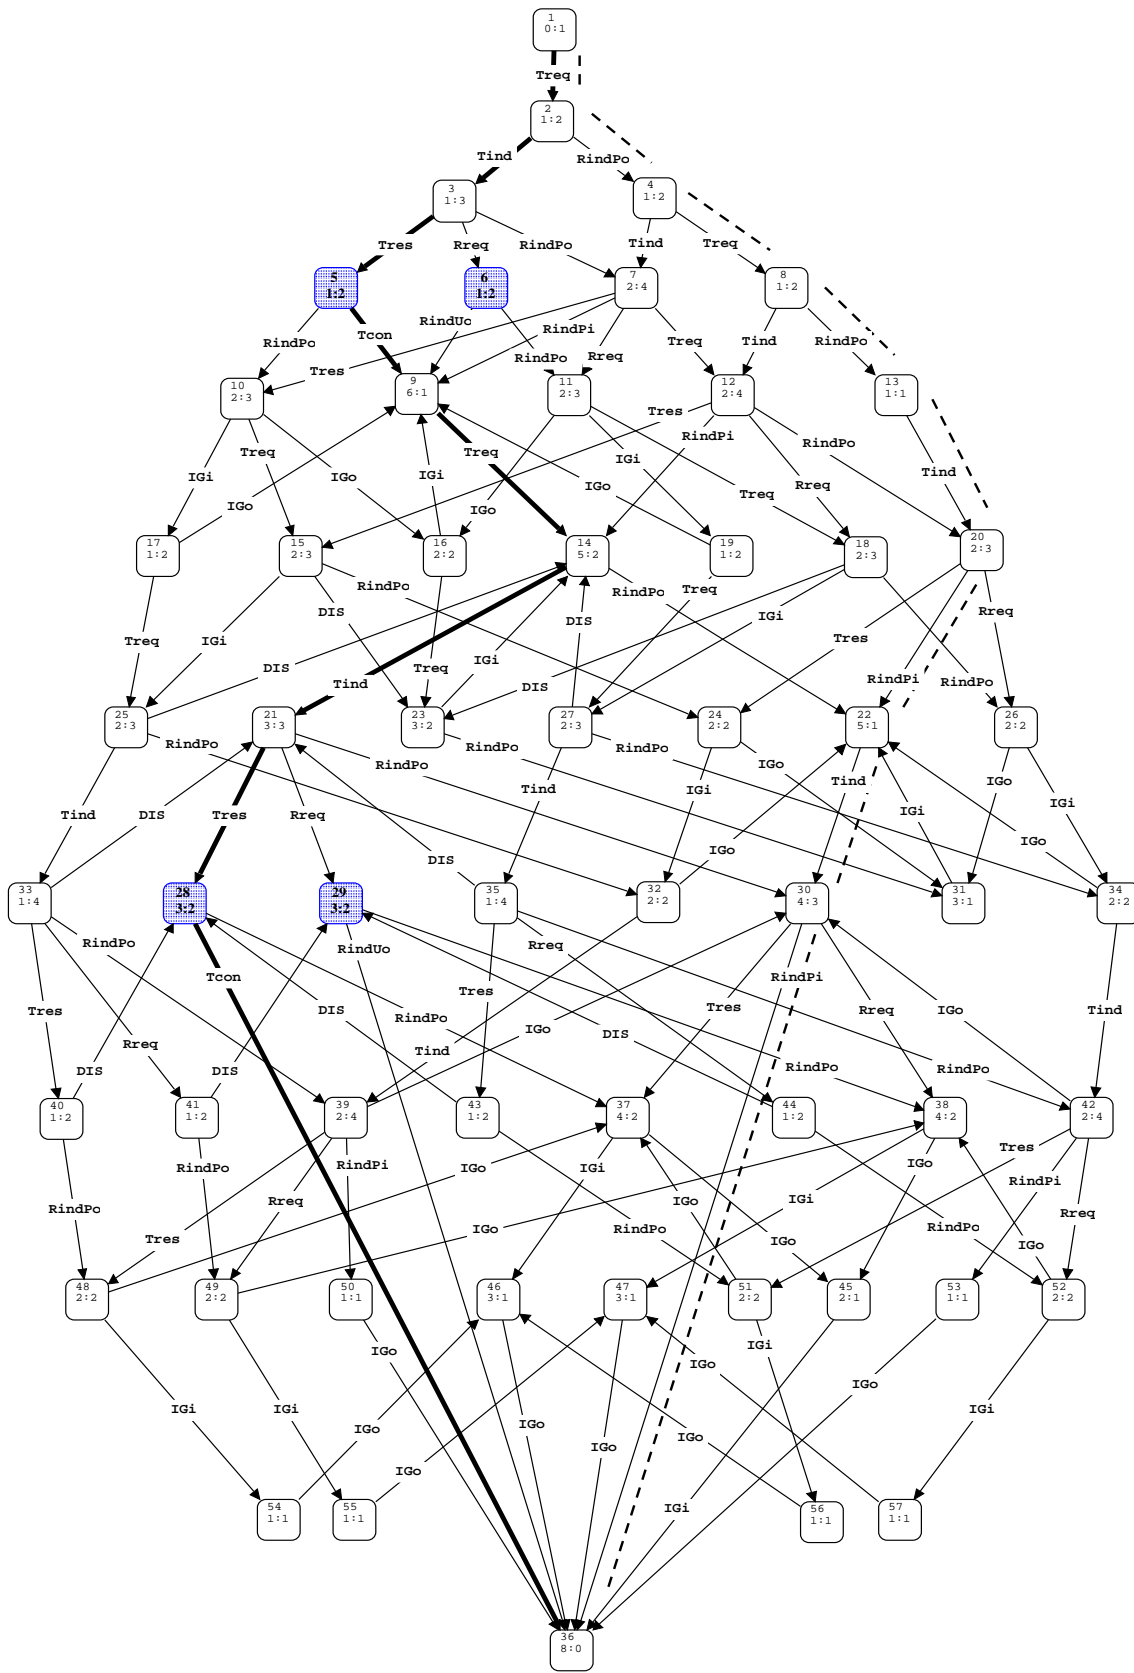 1
0:1
Treq
2
1:2
Tind
RindPo
3
1:3
4
1:2
Tres
Rreq
RindPo
Tind
Treq
5
1:2
6
1:2
7
2:4
8
1:2
RindPo
Tcon
RindUo
RindPo
Rreq
RindPi
Treq
Tind
RindPo
Tres
10
2:3
9
6:1
11
2:3
12
2:4
13
1:1
IGi
Treq
IGo
Treq
IGi
IGo
IGi
IGo
Tres
RindPi
Treq
Rreq
RindPo
Tind
IGo
17
1:2
15
2:3
16
2:2
14
5:2
19
1:2
18
2:3
20
2:3
Treq
IGi
DIS
RindPo
Treq
IGi
DIS
RindPo
Treq
IGi
Tres
Rreq
DIS
Tind
DIS
RindPi
RindPo
25
2:3
21
3:3
23
3:2
27
2:3
24
2:2
22
5:1
26
2:2
RindPo
RindPo
RindPo
RindPo
IGo
Tind
IGo
Tind
DIS
Tres
Rreq
Tind
IGi
IGi
IGi
DIS
IGo
IGo
33
1:4
28
3:2
29
3:2
35
1:4
32
2:2
30
4:3
31
3:1
34
2:2
RindPo
RindUo
Rreq
RindPi
Tcon
Tres
Tres
DIS
RindPo
Tres
Rreq
IGo
Tind
Rreq
DIS
DIS
Tind
IGo
DIS
RindPo
RindPo
40
1:2
41
1:2
39
2:4
43
1:2
37
4:2
44
1:2
38
4:2
42
2:4
RindPo
RindPo
RindPi
IGo
IGi
IGo
Tres
RindPi
Rreq
IGi
IGo
Tres
Rreq
IGo
RindPo
IGo
RindPo
IGo
48
2:2
49
2:2
50
1:1
46
3:1
47
3:1
51
2:2
45
2:1
53
1:1
52
2:2
IGo
IGi
IGo
IGo
IGi
IGi
IGo
IGo
IGo
IGo
IGo
IGi
IGi
54
1:1
55
1:1
56
1:1
57
1:1
36
8:0